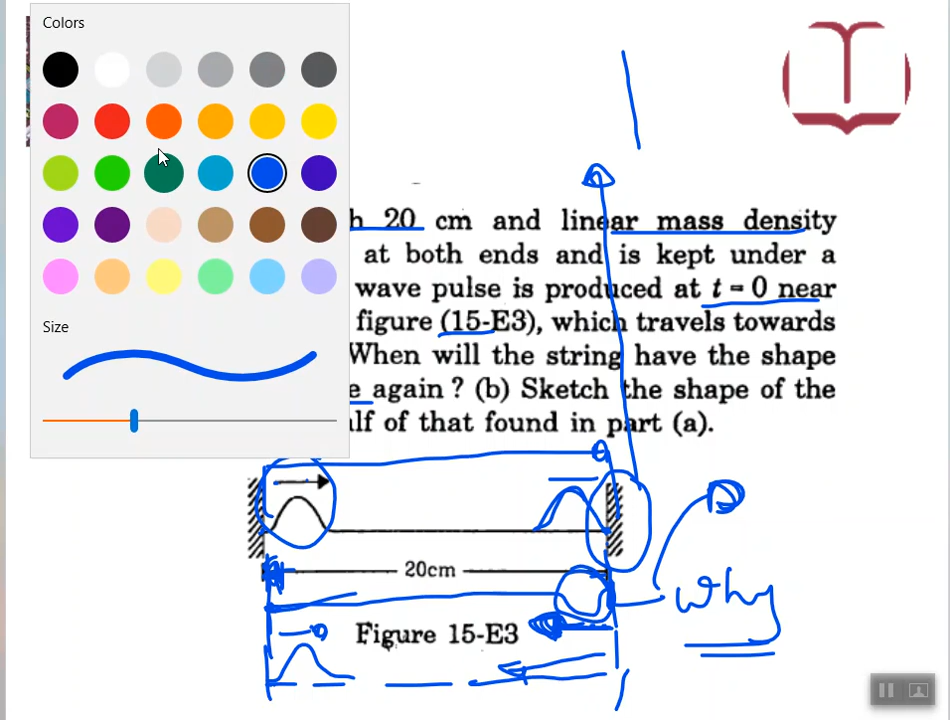 Colors
h 20 cm and linear mass density
at both ends and is kept under a
wave pulse is produced at t = 0 near
figure (15-E3), which travels towards
Size
When will the string have the shape
e again ? (b) Sketch the shape of the
lf of that found in part (a).
20cm
Why
Figure 15-E3